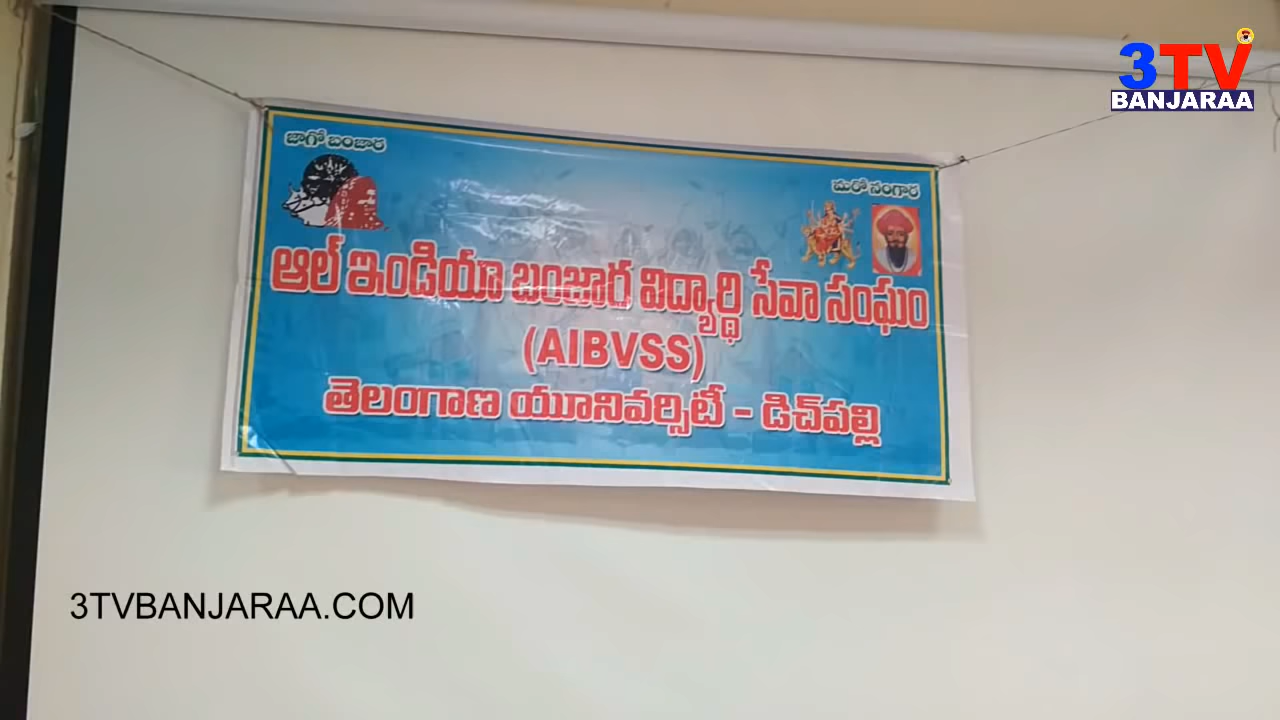 3TV
BANJARAA
జాగో బంజార
మరో నంగార
ఆల్ ఇండియా బంజార విద్యార్థి సేవా సంఘం
(AIBVSS)
తెలంగాణ యూనివర్సిటీ - డిచ్‌పల్లి
3TVBANJARAA.COM